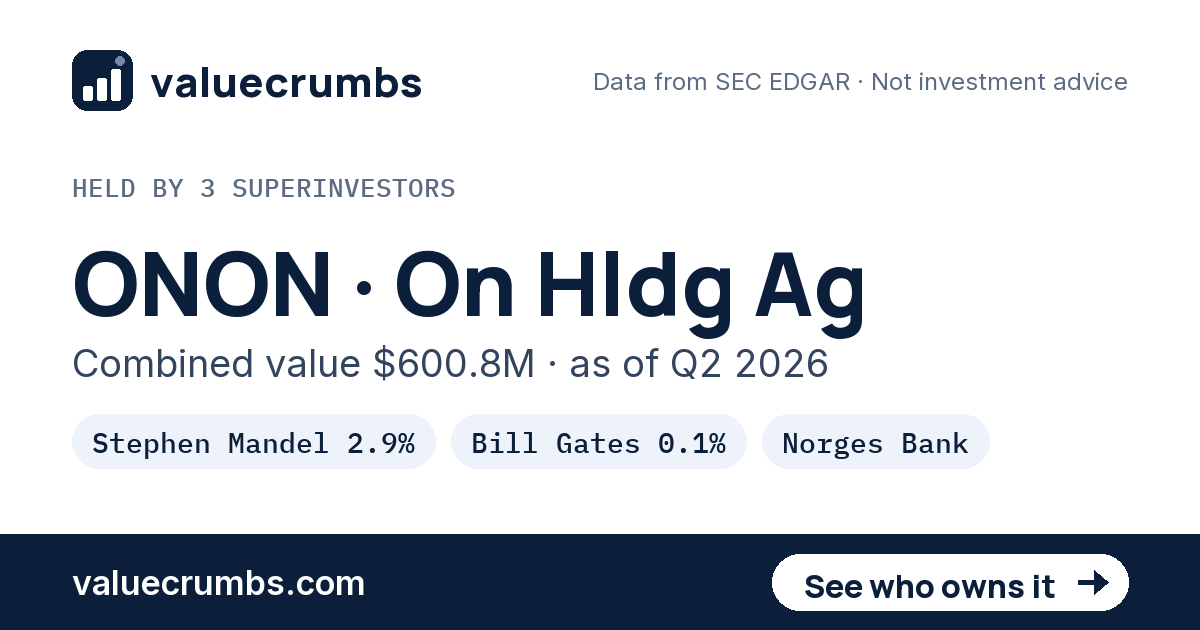 valuecrumbs
Data from SEC EDGAR · Not investment advice
HELD BY 3 SUPERINVESTORS
ONON · On Hldg Ag
Combined value $600.8M · as of Q2 2026
Stephen Mandel 2.9%
Bill Gates 0.1%
Norges Bank
valuecrumbs.com
See who owns it →